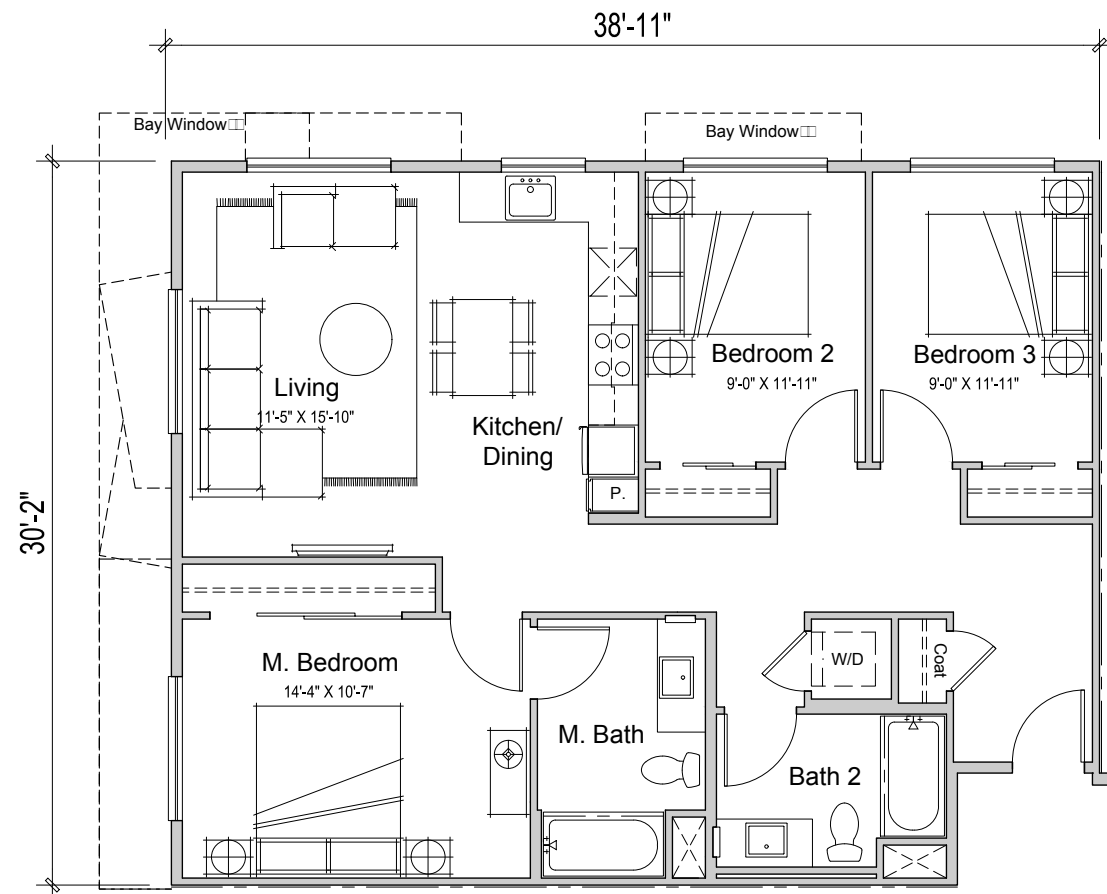 38'-11"
Bay Window
Bay Window
30'-2"
Living
11'-5" X 15'-10"
Kitchen/
Dining
P.
Bedroom 2
9'-0" X 11'-11"
Bedroom 3
9'-0" X 11'-11"
M. Bedroom
14'-4" X 10'-7"
M. Bath
W/D
Coat
Bath 2